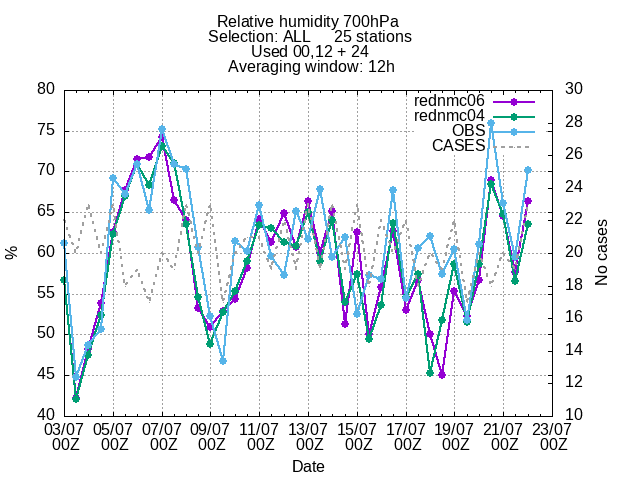 Relative humidity 700hPa
Selection: ALL 25 stations
Used 00,12 + 24
Averaging window: 12h
rednmc06
rednmc04
OBS
CASES
80
75
70
65
60
55
50
45
40
%
30
28
26
24
22
20
18
16
14
12
10
No cases
03/07 05/07 07/07 09/07 11/07 13/07 15/07 17/07 19/07 21/07 23/07
00Z 00Z 00Z 00Z 00Z 00Z 00Z 00Z 00Z 00Z 00Z
Date